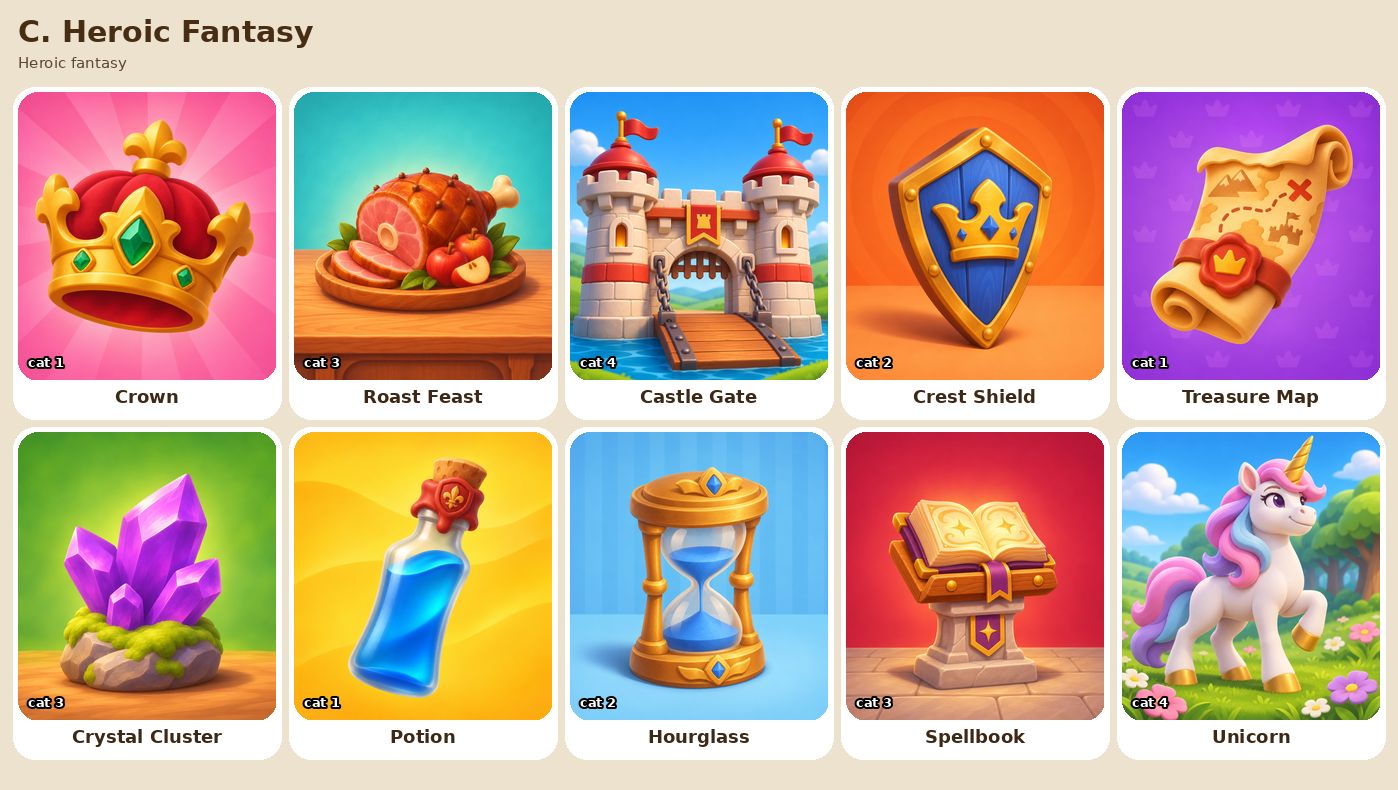 C. Heroic Fantasy
Heroic fantasy
cat 1
cat 3
cat 4
cat 2
cat 1
Crown
Roast Feast
Castle Gate
Crest Shield
Treasure Map
cat 3
cat 1
cat 2
cat 3
cat 4
Crystal Cluster
Potion
Hourglass
Spellbook
Unicorn